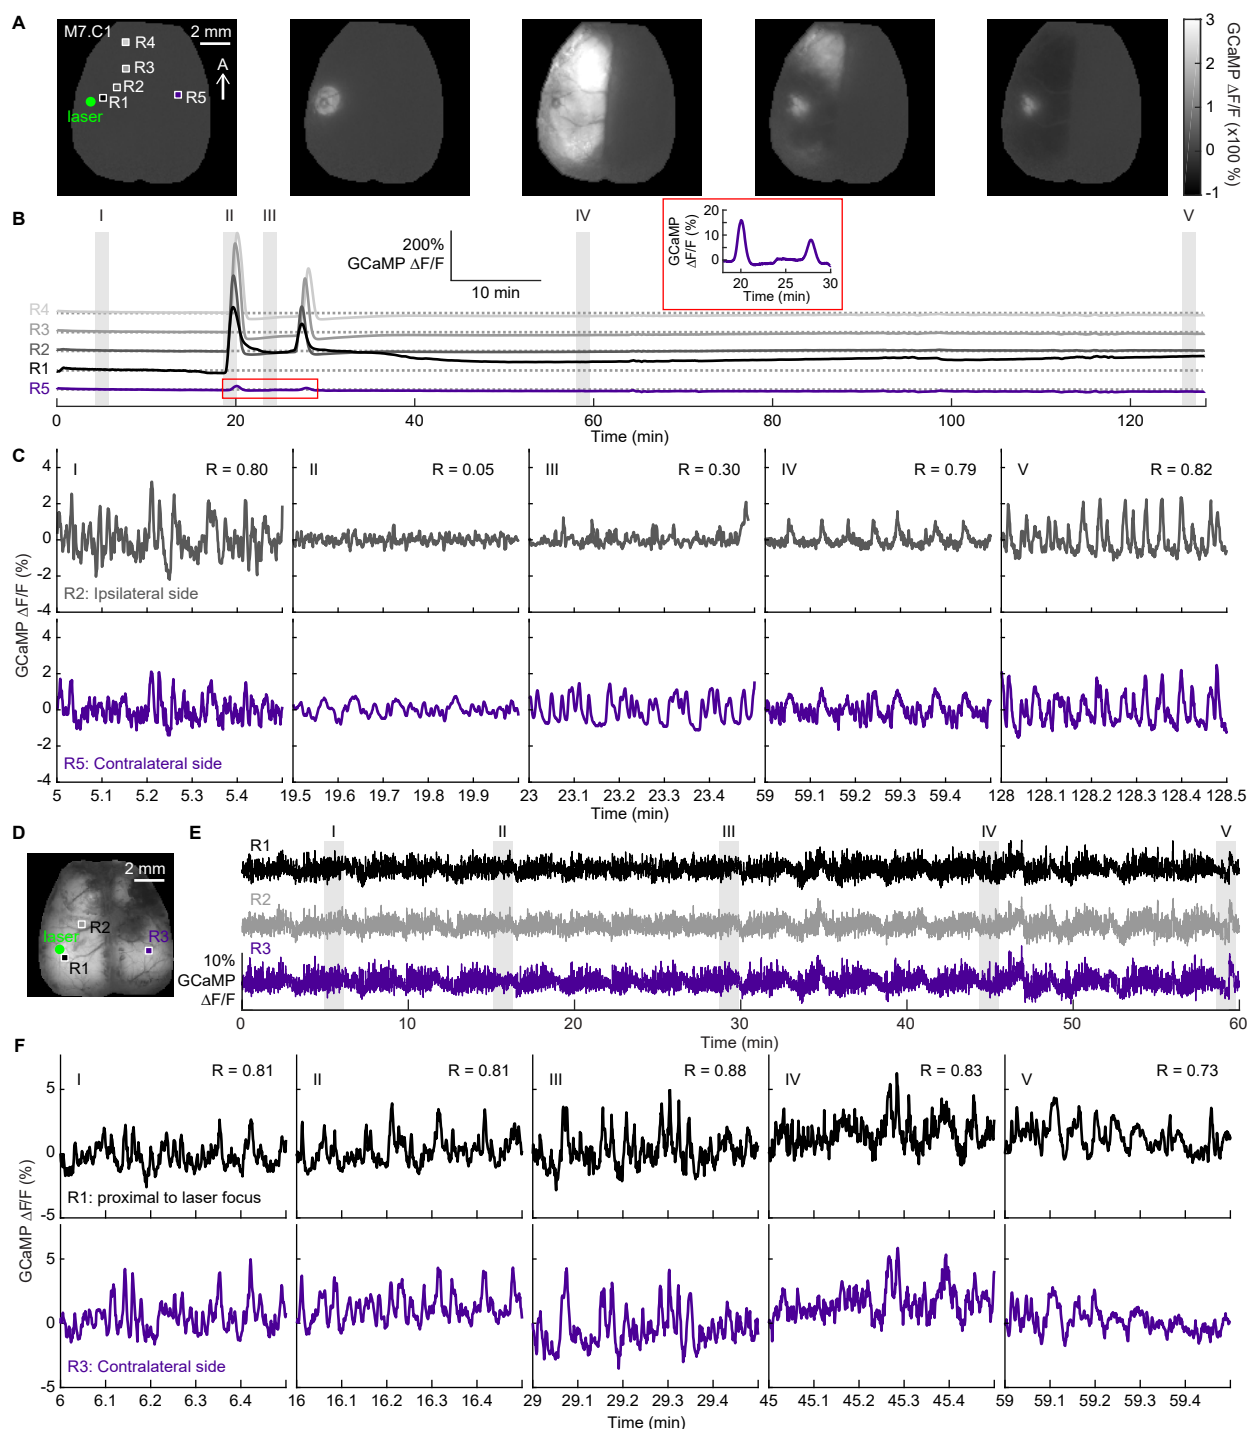 A
M7.C1
2 mm
R4
R3
A
R2
R1
R5
laser
3
2
1
0
-1
GCaMP ΔF/F (x100 %)
B
I
II
III
IV
V
200%
GCaMP ΔF/F
10 min
GCaMP
ΔF/F (%)
20
10
0
20
25
30
Time (min)
R4
R3
R2
R1
R5
0
20
40
60
80
100
120
Time (min)
C
GCaMP ΔF/F (%)
4
2
0
-2
-4
I
R = 0.80
II
R = 0.05
III
R = 0.30
IV
R = 0.79
V
R = 0.82
R2: Ipsilateral side
4
2
0
-2
-4
R5: Contralateral side
5 5.1 5.2 5.3 5.4
19.5 19.6 19.7 19.8 19.9
23 23.1 23.2 23.3 23.4
59 59.1 59.2 59.3 59.4
128 128.1 128.2 128.3 128.4 128.5
Time (min)
D
2 mm
R2
laser
R3
R1
E
I
II
III
IV
V
R1
R2
R3
10%
GCaMP
ΔF/F
0
10
20
30
40
50
60
Time (min)
F
GCaMP ΔF/F (%)
5
0
-5
I
R = 0.81
II
R = 0.81
III
R = 0.88
IV
R = 0.83
V
R = 0.73
R1: proximal to laser focus
5
0
-5
R3: Contralateral side
6 6.1 6.2 6.3 6.4
16 16.1 16.2 16.3 16.4
29 29.1 29.2 29.3 29.4
45 45.1 45.2 45.3 45.4
59 59.1 59.2 59.3 59.4
Time (min)